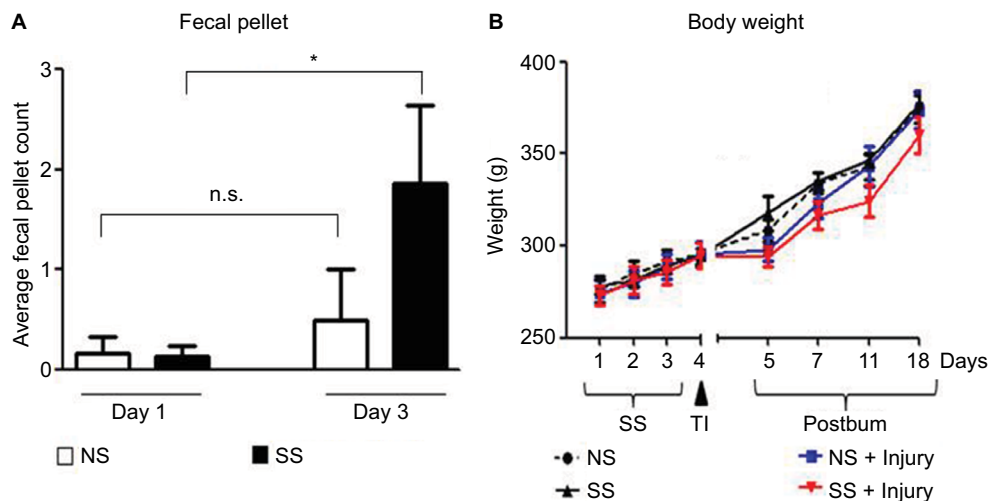 A Fecal pellet
Average fecal pellet count
3
2
1
0
*
n.s.
Day 1
Day 3
NS
SS
B Body weight
Weight (g)
400
350
300
250
1 2 3 4 5 7 11 18 Days
SS TI Postbum
NS
NS + Injury
SS
SS + Injury